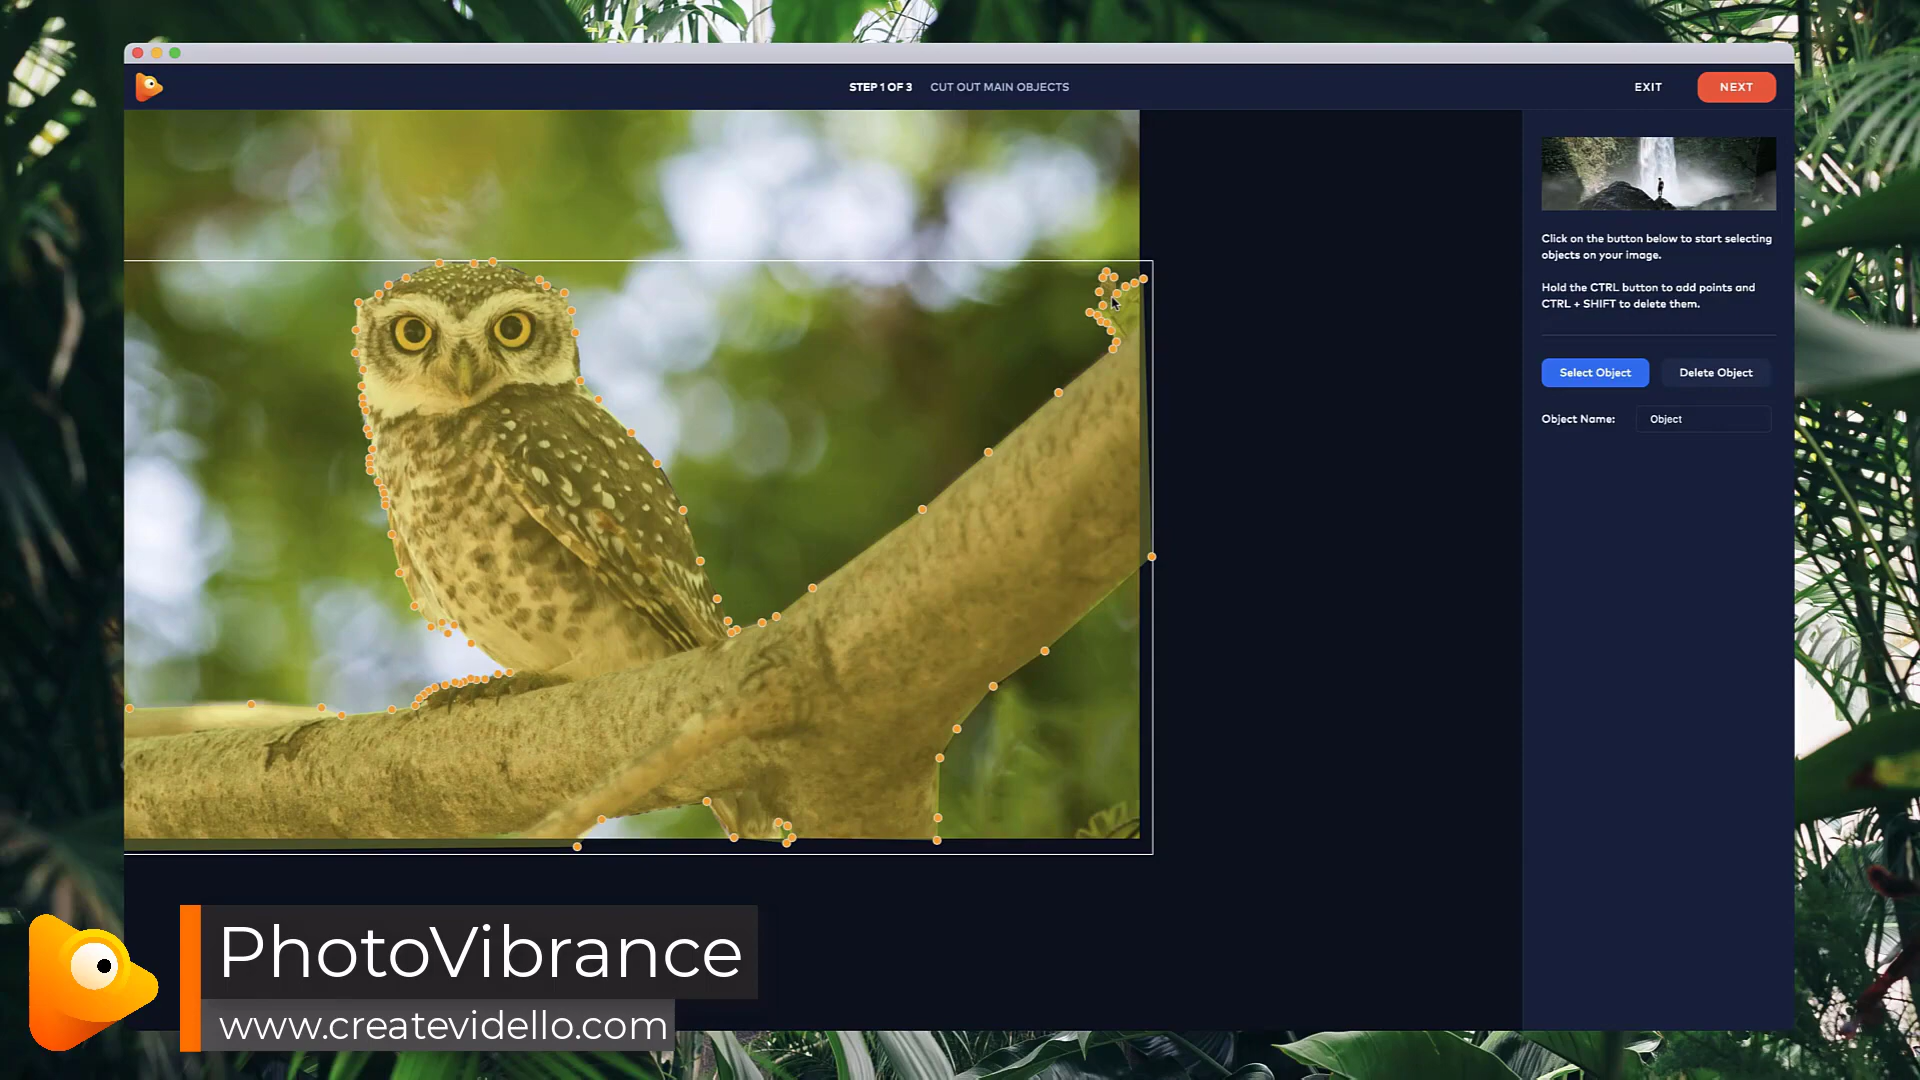 STEP 1 OF 3 CUT OUT MAIN OBJECTS
EXIT
NEXT
Click on the button below to start selecting
objects on your image.
Hold the CTRL button to add points and
CTRL + SHIFT to delete them.
Select Object
Delete Object
Object Name: Object
PhotoVibrance
www.createvidello.com